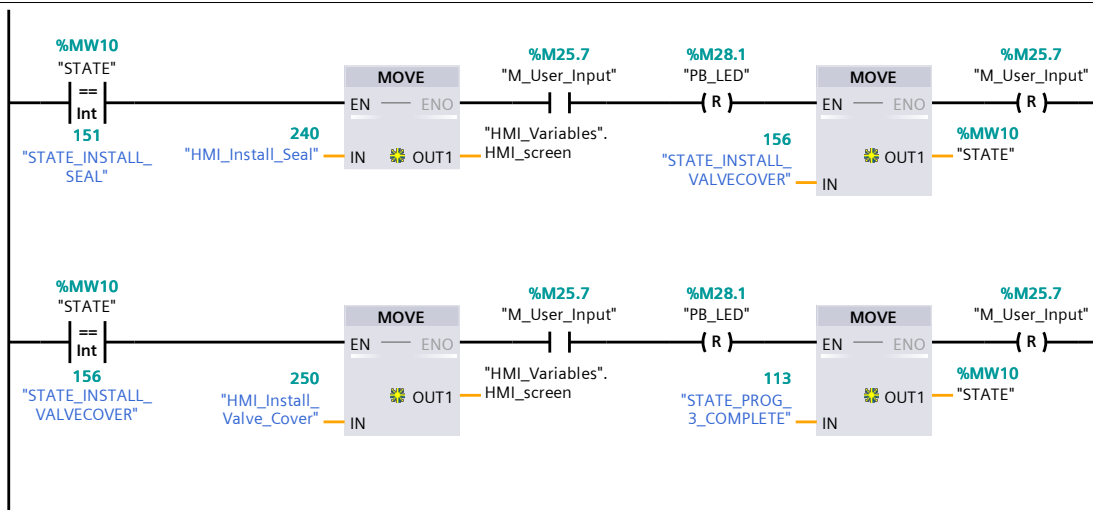 %MW10
"STATE"
==
Int
151
"STATE_INSTALL_
SEAL"
MOVE
EN ENO
240
"HMI_Install_Seal" IN OUT1
%M25.7
"M_User_Input"
"HMI_Variables".
HMI_screen
%M28.1
"PB_LED"
R
156
"STATE_INSTALL_
VALVECOVER"
MOVE
EN ENO
OUT1
IN
%M25.7
"M_User_Input"
R
%MW10
"STATE"
%MW10
"STATE"
==
Int
156
"STATE_INSTALL_
VALVECOVER"
MOVE
EN ENO
250
"HMI_Install_
Valve_Cover"
OUT1
IN
%M25.7
"M_User_Input"
"HMI_Variables".
HMI_screen
%M28.1
"PB_LED"
R
113
"STATE_PROG_
3_COMPLETE"
MOVE
EN ENO
OUT1
IN
%M25.7
"M_User_Input"
R
%MW10
"STATE"